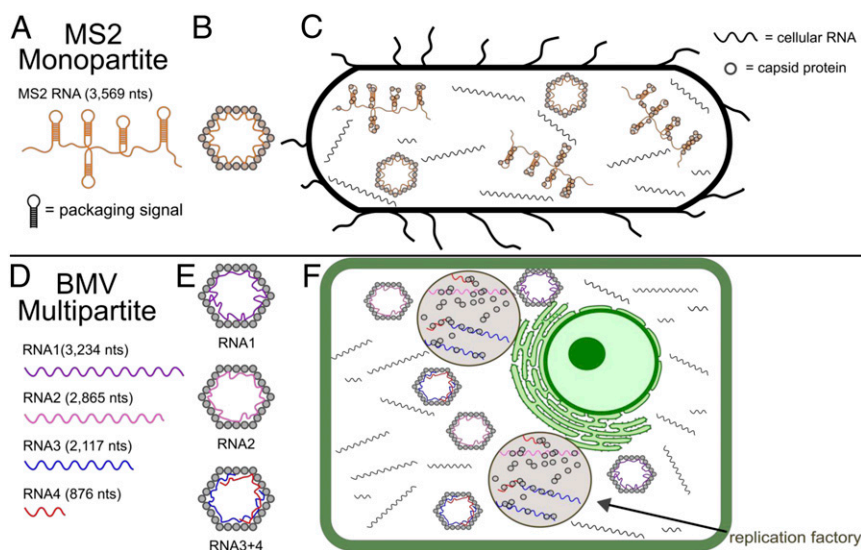 A
MS2
Monopartite
MS2 RNA (3,569 nts)
= packaging signal
B
C
= cellular RNA
= capsid protein
D
BMV
Multipartite
RNA1(3,234 nts)
RNA2 (2,865 nts)
RNA3 (2,117 nts)
RNA4 (876 nts)
E
RNA1
RNA2
RNA3+4
F
replication factory